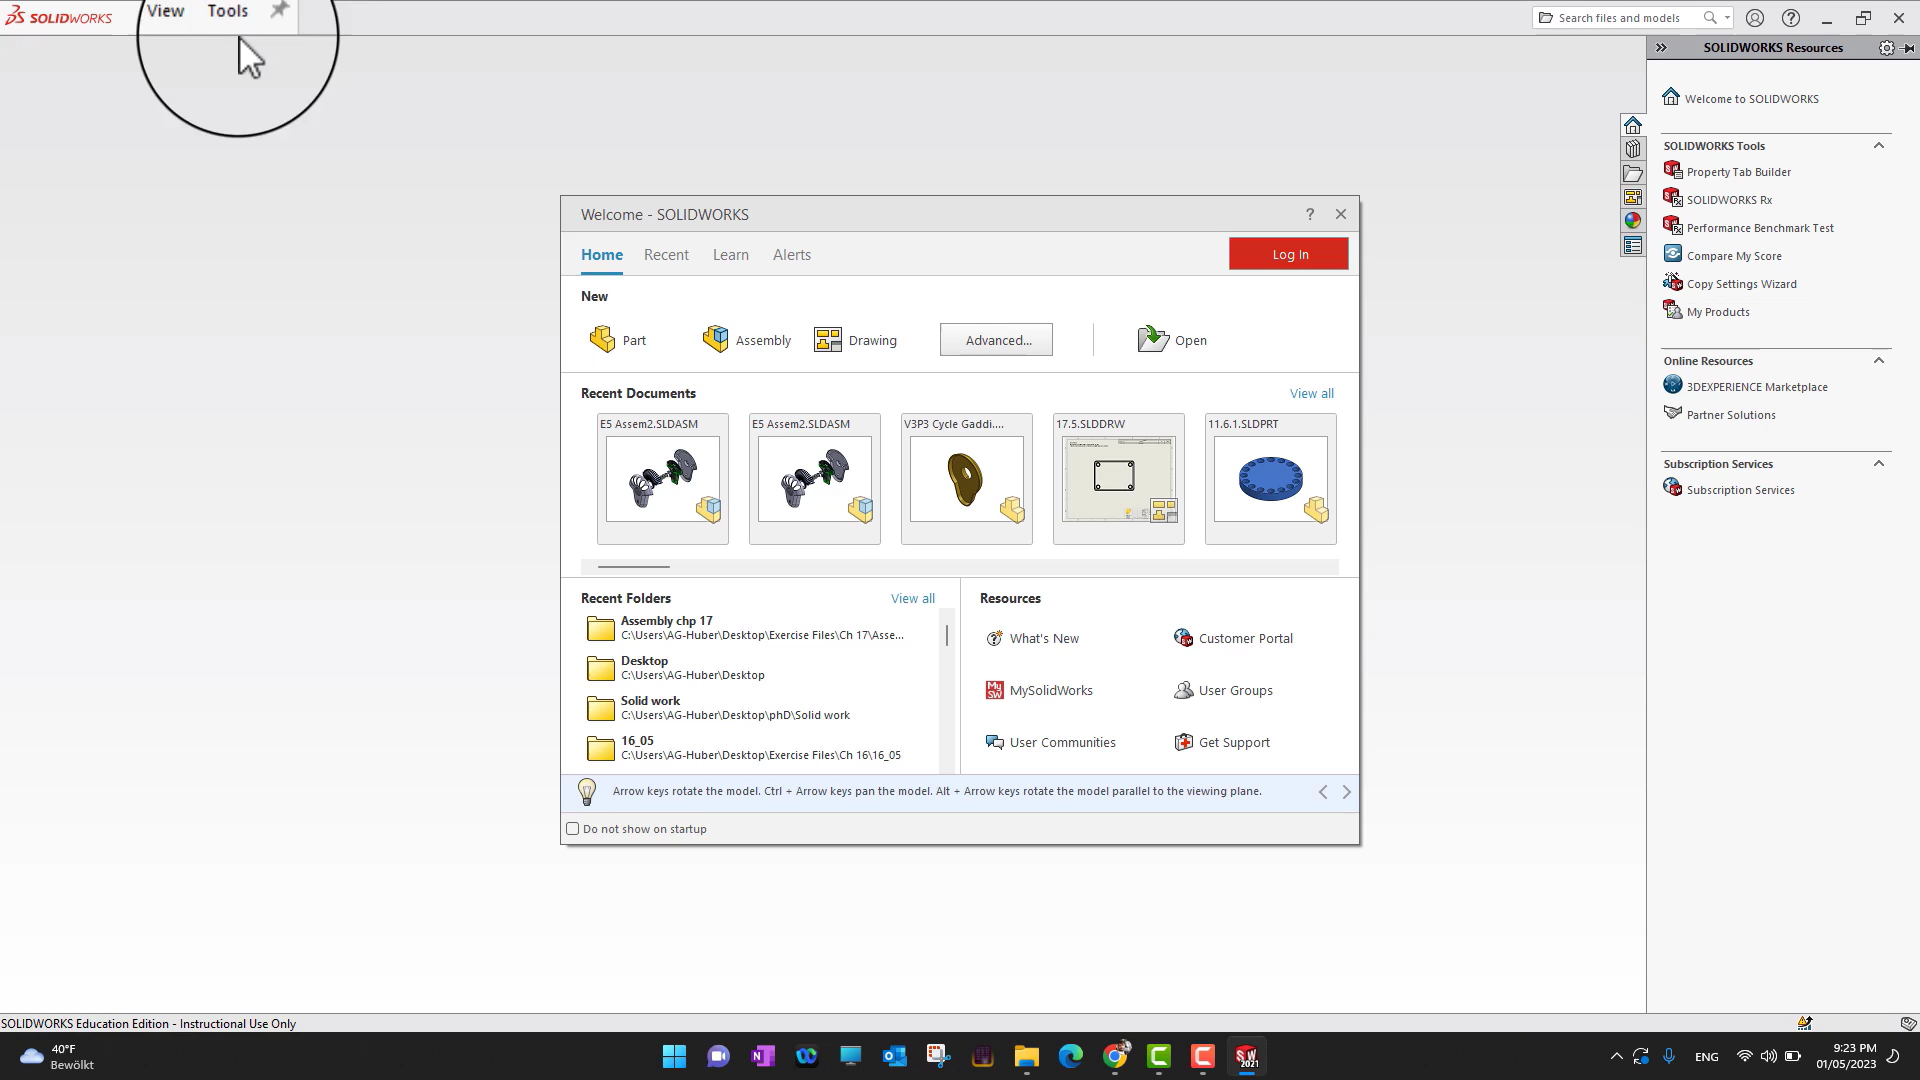 SOLIDWORKS
View Tools
Search files and models
SOLIDWORKS Resources
Welcome to SOLIDWORKS
SOLIDWORKS Tools
Property Tab Builder
SOLIDWORKS Rx
Performance Benchmark Test
Compare My Score
Copy Settings Wizard
My Products
Online Resources
3DEXPERIENCE Marketplace
Partner Solutions
Subscription Services
Subscription Services
Welcome - SOLIDWORKS
Home Recent Learn Alerts
Log In
New
Part Assembly Drawing Advanced... Open
Recent Documents View all
E5 Assem2.SLDASM E5 Assem2.SLDASM V3P3 Cycle Gaddi.... 17.5.SLDDRW 11.6.1.SLDPRT
Recent Folders View all
Assembly chp 17
C:\Users\AG-Huber\Desktop\Exercise Files\Ch 17\Asse...
Desktop
C:\Users\AG-Huber\Desktop
Solid work
C:\Users\AG-Huber\Desktop\phD\Solid work
16_05
C:\Users\AG-Huber\Desktop\Exercise Files\Ch 16\16_05
Resources
What's New Customer Portal
MySolidWorks User Groups
User Communities Get Support
Arrow keys rotate the model. Ctrl + Arrow keys pan the model. Alt + Arrow keys rotate the model parallel to the viewing plane.
Do not show on startup
SOLIDWORKS Education Edition - Instructional Use Only
40°F
Bewölkt
SW
2021
ENG
9:23 PM
01/05/2023